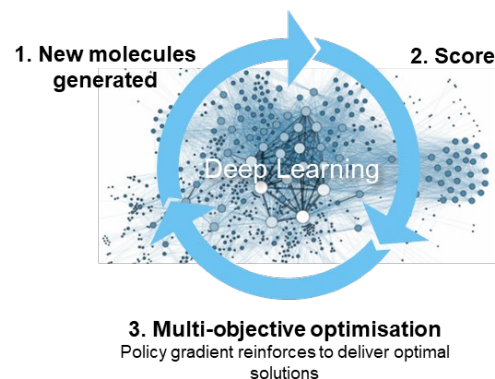 1. New molecules
generated
2. Score
Deep Learning
3. Multi-objective optimisation
Policy gradient reinforces to deliver optimal
solutions